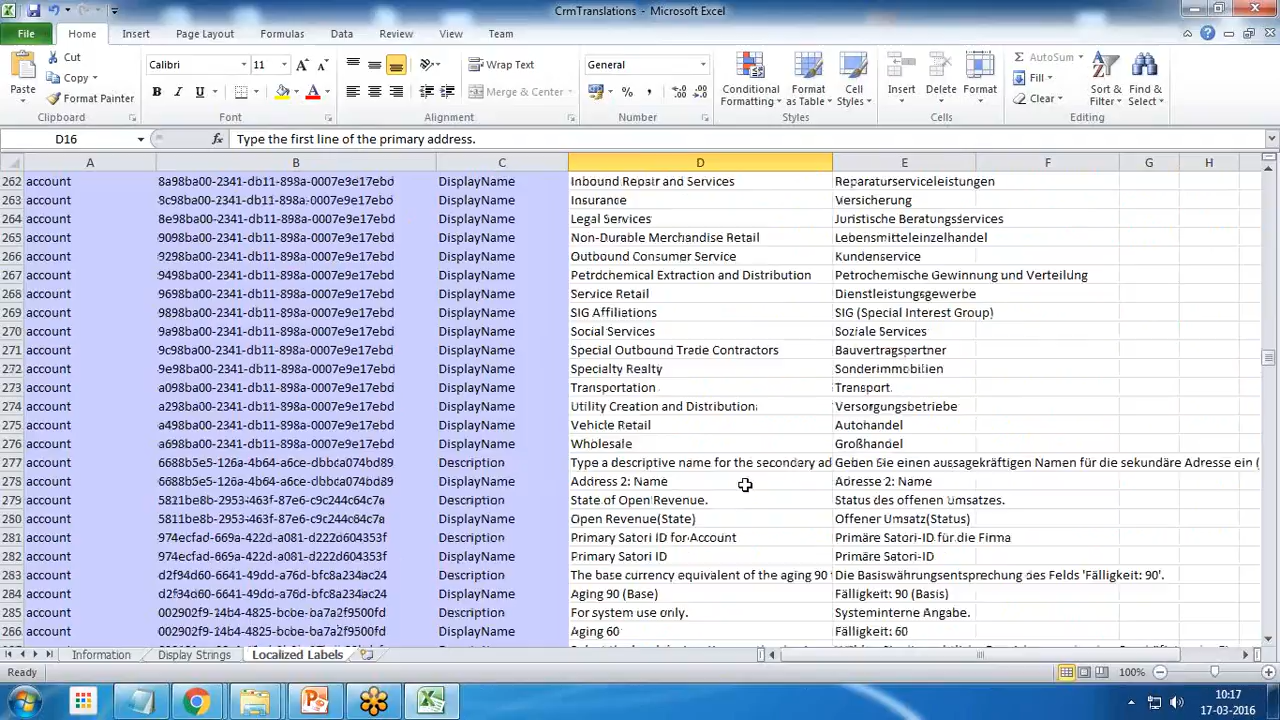 CrmTranslations - Microsoft Excel
File Home Insert Page Layout Formulas Data Review View Team
Cut
Copy
Format Painter
Paste
Clipboard
Calibri 11
Font
Wrap Text
Merge & Center
Alignment
General
Number
Conditional Formatting
Format as Table
Cell Styles
Styles
Insert Delete Format
Cells
AutoSum
Fill
Clear
Sort & Filter
Find & Select
Editing
D16 fx Type the first line of the primary address.
A B C D E F G H
262 account 8a98ba00-2341-db11-898a-0007e9e17ebd DisplayName Inbound Repair and Services Reparaturserviceleistungen
263 account 8c98ba00-2341-db11-898a-0007e9e17ebd DisplayName Insurance Versicherung
264 account 8e98ba00-2341-db11-898a-0007e9e17ebd DisplayName Legal Services Juristische Beratungsservices
265 account 9098ba00-2341-db11-898a-0007e9e17ebd DisplayName Non-Durable Merchandise Retail Lebensmitteleinzelhandel
266 account 9298ba00-2341-db11-898a-0007e9e17ebd DisplayName Outbound Consumer Service Kundenservice
267 account 9498ba00-2341-db11-898a-0007e9e17ebd DisplayName Petrochemical Extraction and Distribution Petrochemische Gewinnung und Verteilung
268 account 9698ba00-2341-db11-898a-0007e9e17ebd DisplayName Service Retail Dienstleistungsgewerbe
269 account 9898ba00-2341-db11-898a-0007e9e17ebd DisplayName SIG Affiliations SIG (Special Interest Group)
270 account 9a98ba00-2341-db11-898a-0007e9e17ebd DisplayName Social Services Soziale Services
271 account 9c98ba00-2341-db11-898a-0007e9e17ebd DisplayName Special Outbound Trade Contractors Bauvertragspartner
272 account 9e98ba00-2341-db11-898a-0007e9e17ebd DisplayName Specialty Realty Sonderimmobilien
273 account a098ba00-2341-db11-898a-0007e9e17ebd DisplayName Transportation Transport
274 account a298ba00-2341-db11-898a-0007e9e17ebd DisplayName Utility Creation and Distribution Versorgungsbetriebe
275 account a498ba00-2341-db11-898a-0007e9e17ebd DisplayName Vehicle Retail Autohandel
276 account a698ba00-2341-db11-898a-0007e9e17ebd DisplayName Wholesale Großhandel
277 account 6688b5e5-126a-4b64-a6ce-dbbca074bd89 Description Type a descriptive name for the secondary ad Geben Sie einen aussagekräftigen Namen für die sekundäre Adresse ein (
278 account 6688b5e5-126a-4b64-a6ce-dbbca074bd89 DisplayName Address 2: Name Adresse 2: Name
279 account 5821be8b-2953-463f-87e5-c9c244c64c7a Description State of Open Revenue. Status des offenen Umsatzes.
280 account 5811be8b-2953-463f-87e5-c9c244c64c7a DisplayName Open Revenue(State) Offener Umsatz(Status)
281 account 974ecfad-669a-422d-a081-d222d604353f Description Primary Satori ID for Account Primäre Satori-ID für die Firma
282 account 974ecfad-669a-422d-a081-d222d604353f DisplayName Primary Satori ID Primäre Satori-ID
283 account d2f94d60-6641-49dd-a76d-bfc8a234ac24 Description The base currency equivalent of the aging 90 Die Basiswährungsentsprechung des Felds 'Fälligkeit: 90'.
284 account d2f94d60-6641-49dd-a76d-bfc8a234ac24 DisplayName Aging 90 (Base) Fälligkeit: 90 (Basis)
285 account 002902f9-14b4-4825-bcbe-ba7a2f9500fd Description For system use only. Systeminterne Angabe.
286 account 002902f9-14b4-4825-bcbe-ba7a2f9500fd DisplayName Aging 60 Fälligkeit: 60
Information Display Strings Localized Labels
Ready 100%
10:17
17-03-2016